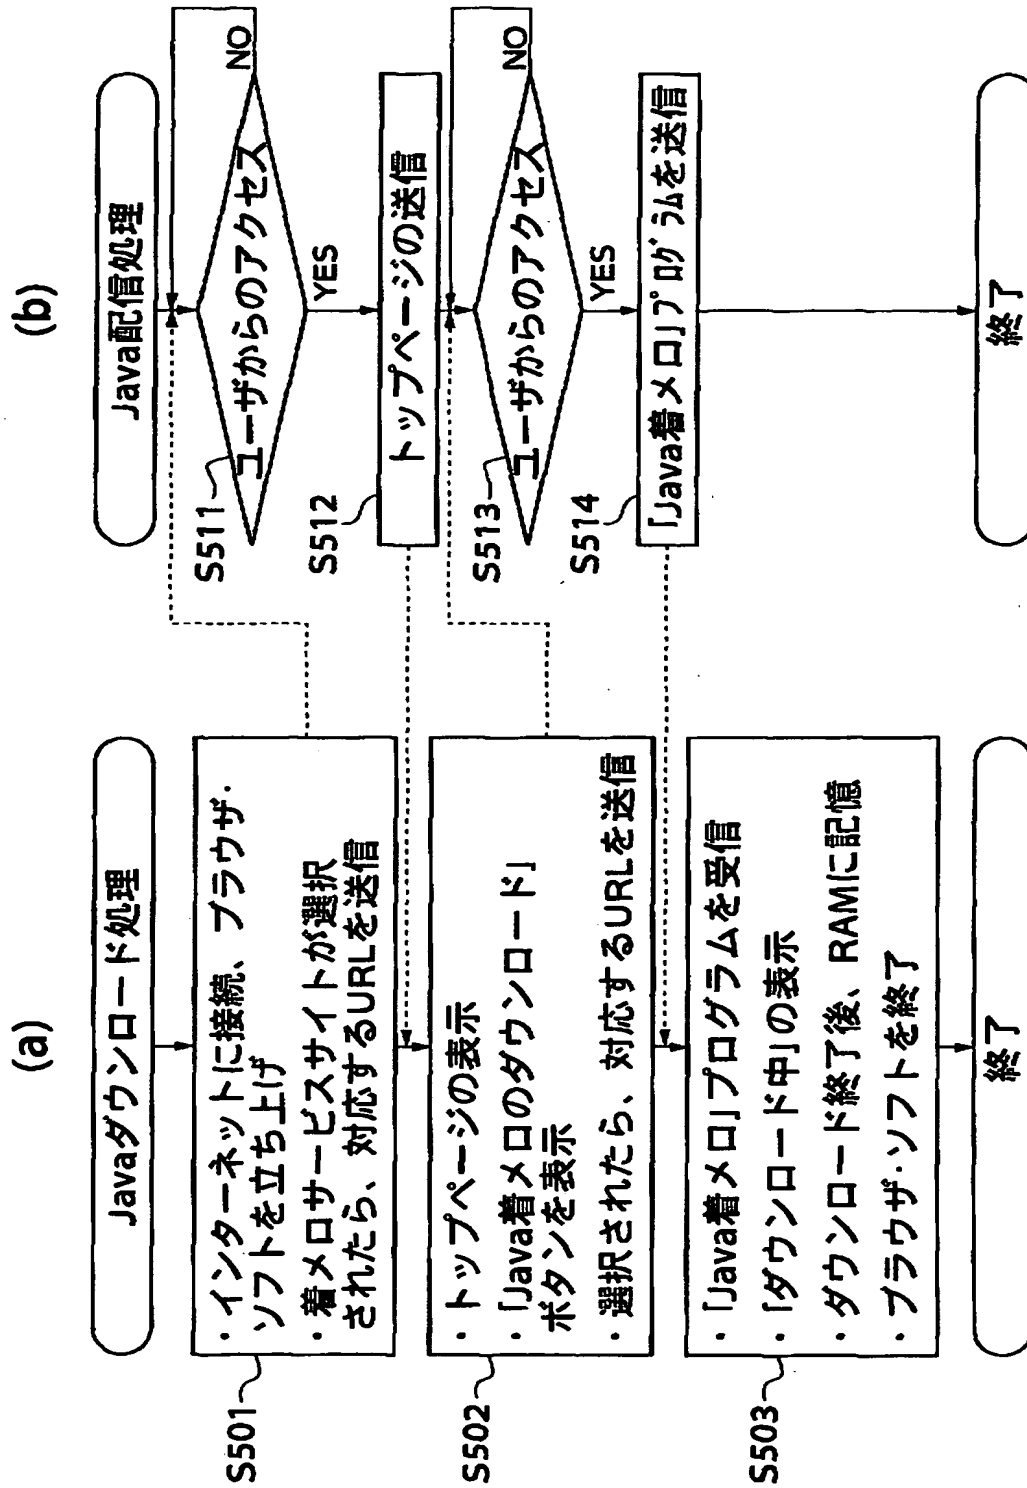 (a)
Javaダウンロード処理
S501
・インターネットに接続、ブラウザ・
ソフトを立ち上げ
・着メロサービスサイトが選択
されたら、対応するURLを送信
S502
・トップページの表示
・「Java着メロのダウンロード」
ボタンを表示
・選択されたら、対応するURLを送信
S503
・「Java着メロ」プログラムを受信
・「ダウンロード中」の表示
・ダウンロード終了後、RAMに記憶
・ブラウザ・ソフトを終了
終了
(b)
Java配信処理
S511
ユーザからのアクセス
NO
YES
S512
トップページの送信
S513
ユーザからのアクセス
NO
YES
S514
「Java着メロ」プログラムを送信
終了